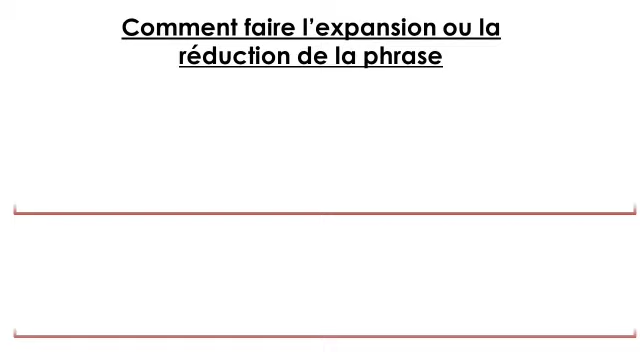 Comment faire l’expansion ou la
réduction de la phrase